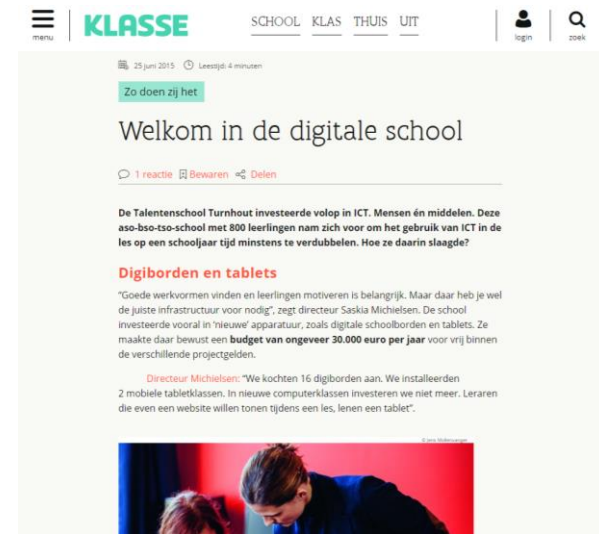 KLASSE
SCHOOL KLAS THUIS UIT
menu
login
zoek
25 juni 2015 Leestijd: 4 minuten
Zo doen zij het
Welkom in de digitale school
1 reactie Bewaren Delen
De Talentenschool Turnhout investeerde volop in ICT. Mensen én middelen. Deze
aso-bso-tso-school met 800 leerlingen nam zich voor om het gebruik van ICT in de
les op een schooljaar tijd minstens te verdubbelen. Hoe ze daarin slaagde?
Digiborden en tablets
“Goede werkvormen vinden en leerlingen motiveren is belangrijk. Maar daar heb je wel
de juiste infrastructuur voor nodig”, zegt directeur Saskia Michielsen. De school
investeerde vooral in ‘nieuwe’ apparatuur, zoals digitale schoolborden en tablets. Ze
maakte daar bewust een budget van ongeveer 30.000 euro per jaar voor vrij binnen
de verschillende projectgelden.
Directeur Michielsen: “We kochten 16 digiborden aan. We installeerden
2 mobiele tabletklassen. In nieuwe computerklassen investeren we niet meer. Leraren
die even een website willen tonen tijdens een les, lenen een tablet”.